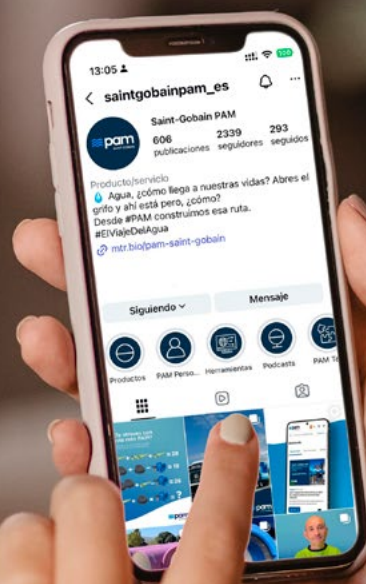 13:05
100
saintgobainpam_es
pam
Saint-Gobain PAM
606 2339 293
publicaciones seguidores seguidos
Producto/servicio
Agua, ¿cómo llega a nuestras vidas? Abres el
grifo y ahí está pero, ¿cómo?
Desde #PAM construimos esa ruta.
#ElViajeDelAgua
mtr.bio/pam-saint-gobain
Siguiendo Mensaje
Productos PAM Perso... Herramientas Podcasts PAM
pam